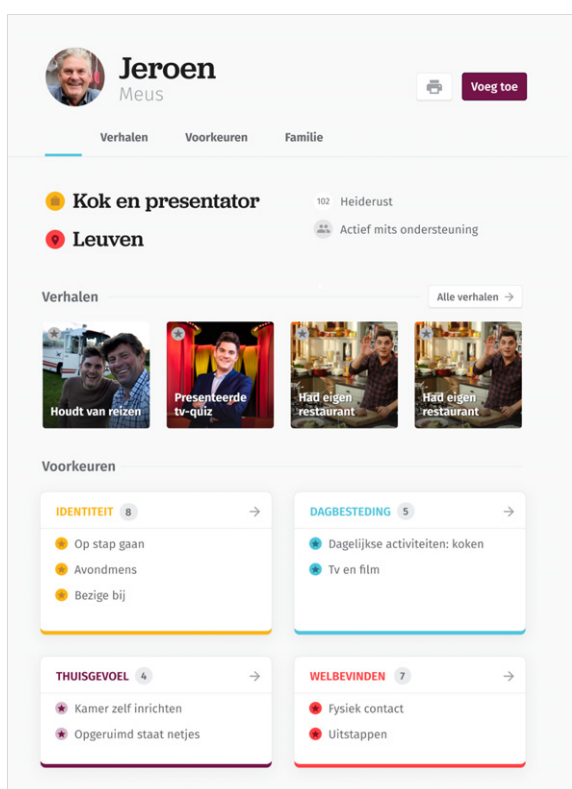 Jeroen
Meus
Voeg toe
Verhalen
Voorkeuren
Familie
Kok en presentator
Leuven
102 Heiderust
Actief mits ondersteuning
Verhalen
Alle verhalen →
Houdt van reizen
Presenteerde
tv-quiz
Had eigen
restaurant
Had eigen
restaurant
Voorkeuren
IDENTITEIT 8 →
Op stap gaan
Avondmens
Bezige bij
DAGBESTEDING 5 →
Dagelijkse activiteiten: koken
Tv en film
THUISGEVOEL 4 →
Kamer zelf inrichten
Opgeruimd staat netjes
WELBEVINDEN 7 →
Fysiek contact
Uitstappen